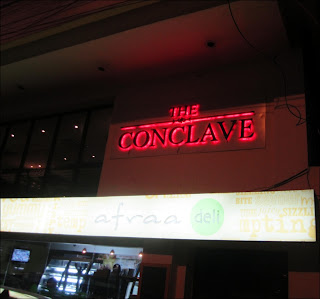 THE
CONCLAVE
afraa deli